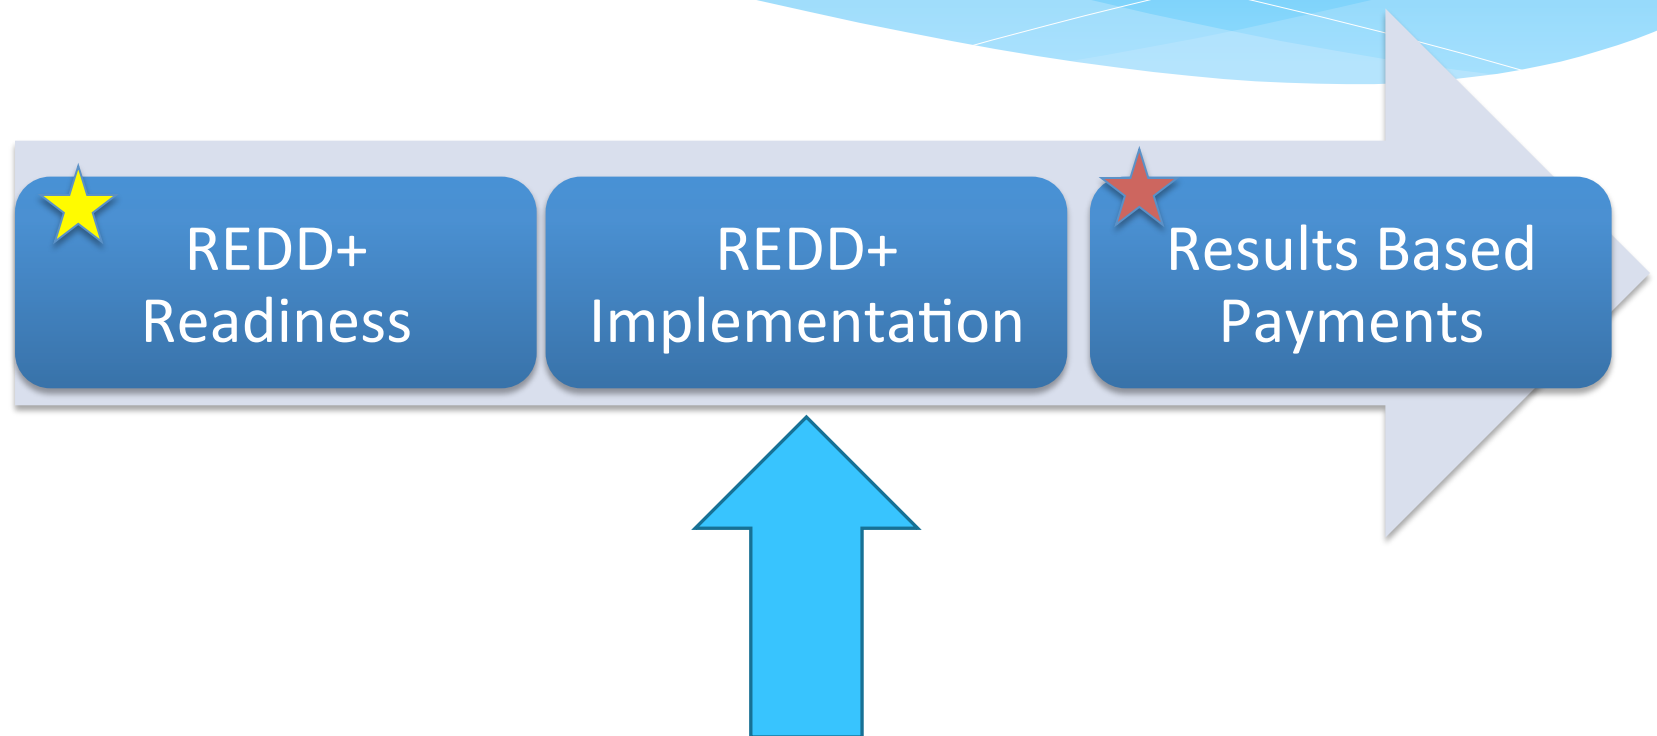 REDD+
Readiness
REDD+
Implementation
Results Based
Payments